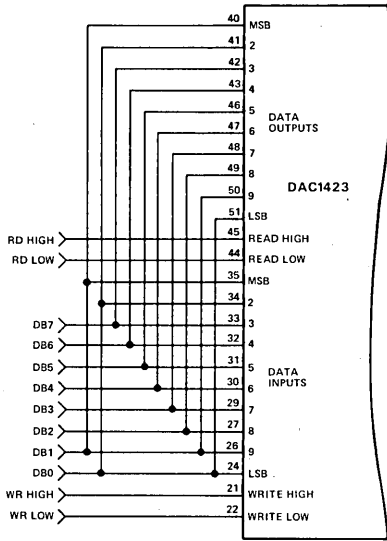 40 MSB
41 2
42 3
43 4
46 5
47 6
48 7
49 8
50 9
51 LSB
DATA
OUTPUTS
DAC1423
RD HIGH 45 READ HIGH
RD LOW 44 READ LOW
35 MSB
34 2
DB7 33 3
DB6 32 4
DB5 31 5
DB4 30 6
DB3 29 7
DB2 27 8
DB1 26 9
DB0 24 LSB
DATA
INPUTS
WR HIGH 21 WRITE HIGH
WR LOW 22 WRITE LOW